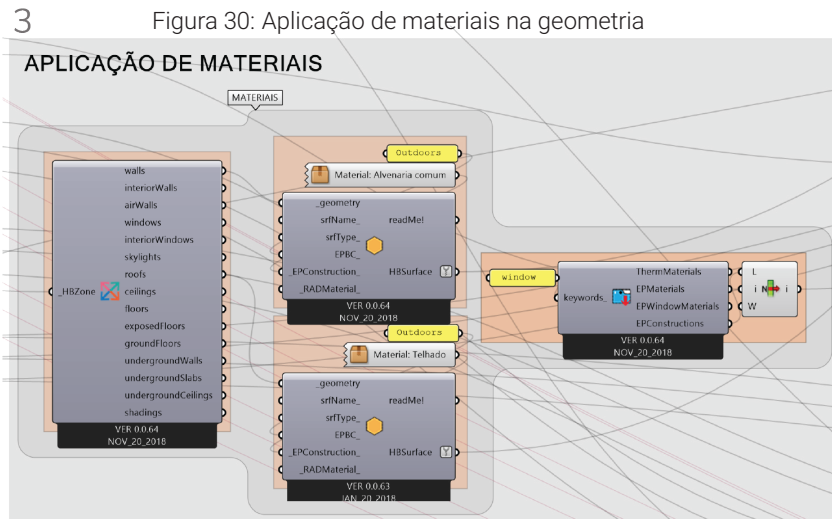 3
Figura 30: Aplicação de materiais na geometria
APLICAÇÃO DE MATERIAIS
MATERIAIS
_HBZone
walls
interiorWalls
airWalls
windows
interiorWindows
skylights
roofs
ceilings
floors
exposedFloors
groundFloors
undergroundWalls
undergroundSlabs
undergroundCeilings
shadings
VER 0.0.64
NOV_20_2018
Outdoors
Material: Alvenaria comum
_geometry
srfName_
srfType_
EPBC_
_EPConstruction_
_RADMaterial_
readMe!
HBSurface
VER 0.0.64
NOV_20_2018
Outdoors
Material: Telhado
_geometry
srfName_
srfType_
EPBC_
_EPConstruction_
_RADMaterial_
readMe!
HBSurface
VER 0.0.63
JAN_20_2018
window
keywords_
ThermMaterials
EPMaterials
EPWindowMaterials
EPConstructions
VER 0.0.64
NOV_20_2018
L
i N i
W